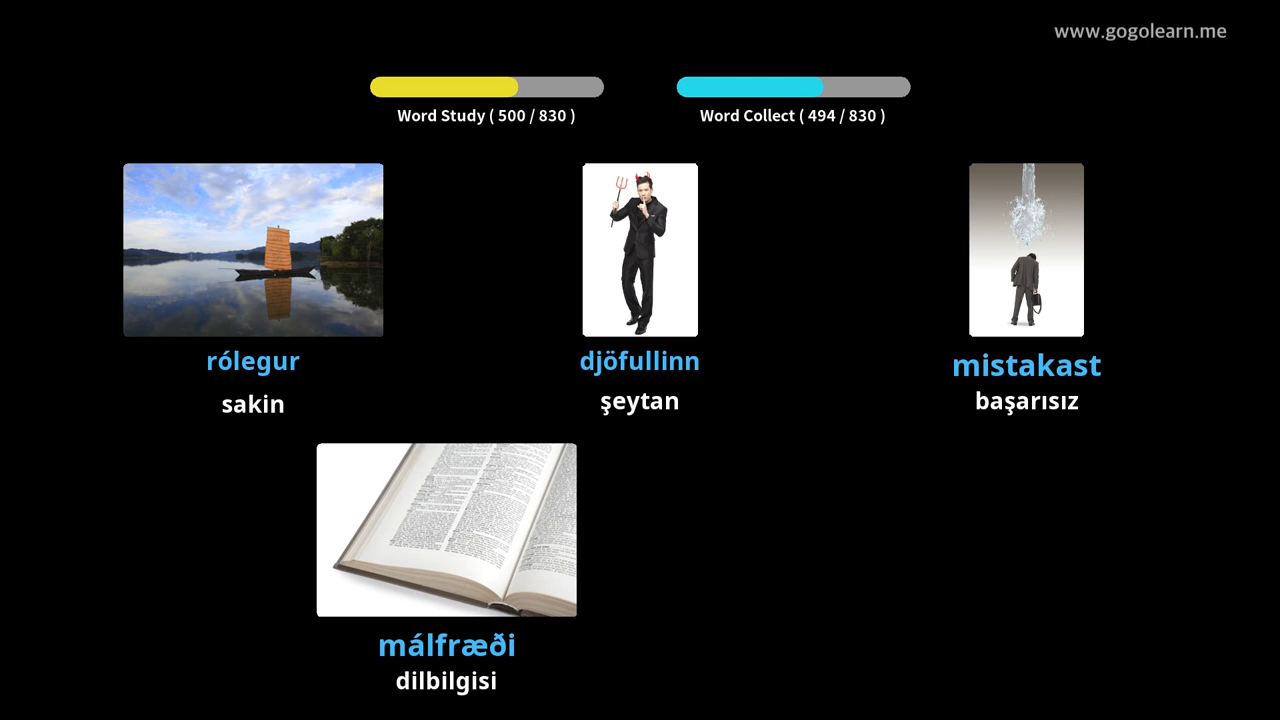 www.gogolearn.me
Word Study ( 500 / 830 )
Word Collect ( 494 / 830 )
rólegur
sakin
djöfullinn
şeytan
mistakast
başarısız
málfræði
dilbilgisi